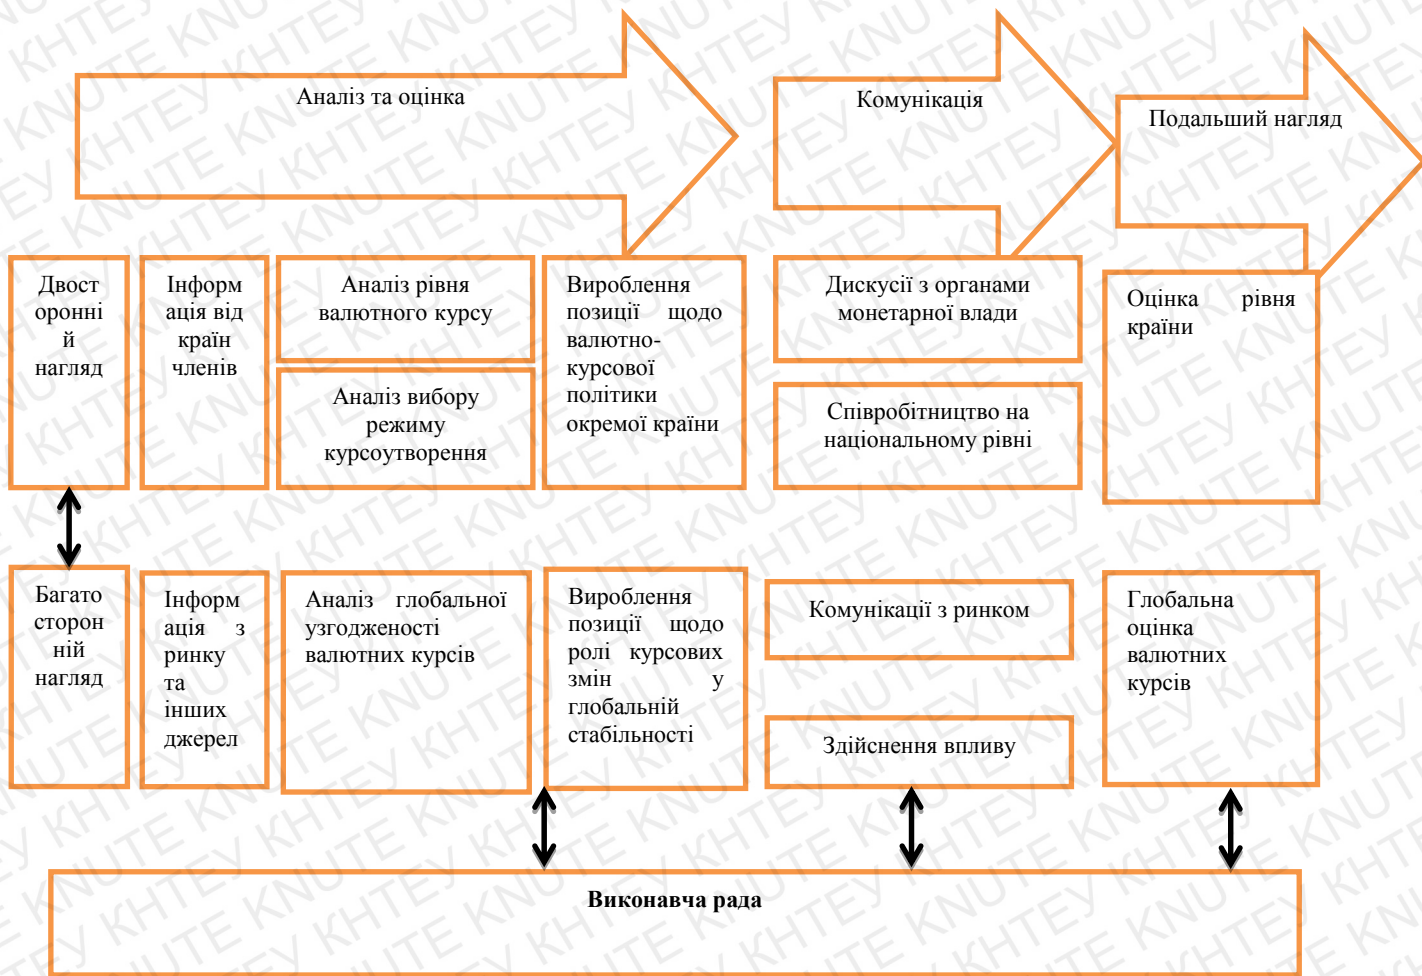 Аналіз та оцінка
Комунікація
Подальший нагляд
Двост
оронні
й
нагляд
Інформ
ація від
країн
членів
Аналіз рівня
валютного курсу
Аналіз вибору
режиму
курсоутворення
Вироблення
позиції щодо
валютно-
курсової
політики
окремої країни
Дискусії з органами
монетарної влади
Співробітництво на
національному рівні
Оцінка рівня
країни
Багато
сторон
ній
нагляд
Інформ
ація з
ринку
та
інших
джерел
Аналіз глобальної
узгодженості
валютних курсів
Вироблення
позиції щодо
ролі курсових
змін у
глобальній
стабільності
Комунікації з ринком
Здійснення впливу
Глобальна
оцінка
валютних
курсів
Виконавча рада